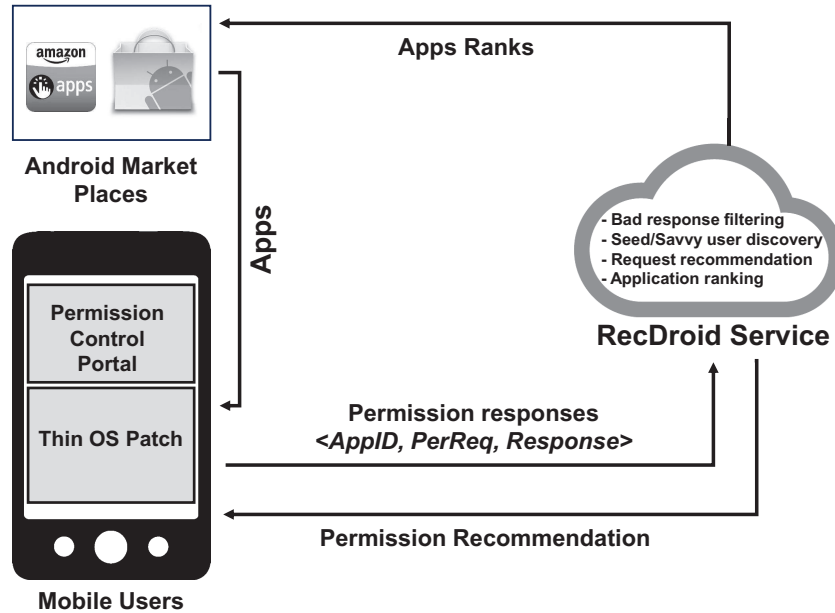 amazon
apps
Android Market
Places
Apps Ranks
Apps
- Bad response filtering
- Seed/Savvy user discovery
- Request recommendation
- Application ranking
RecDroid Service
Permission
Control
Portal
Thin OS Patch
Permission responses
<AppID, PerReq, Response>
Permission Recommendation
Mobile Users